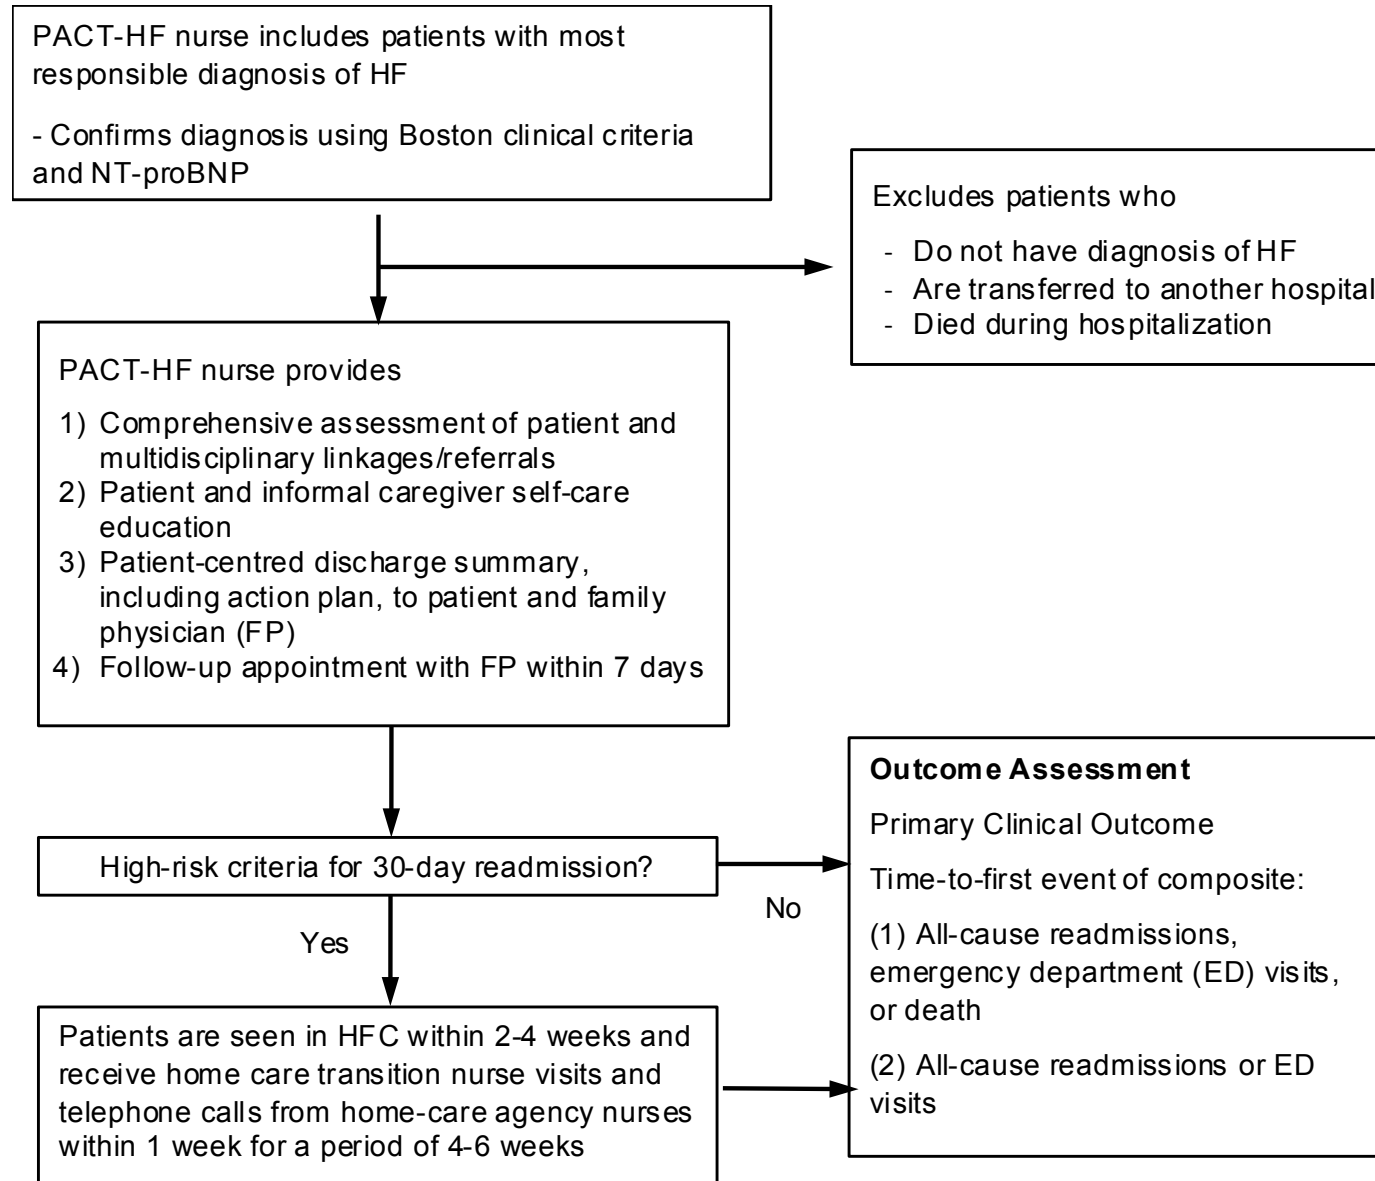 PACT-HF nurse includes patients with most
responsible diagnosis of HF
- Confirms diagnosis using Boston clinical criteria
and NT-proBNP
Excludes patients who
- Do not have diagnosis of HF
- Are transferred to another hospital
- Died during hospitalization
PACT-HF nurse provides
1) Comprehensive assessment of patient and
multidisciplinary linkages/referrals
2) Patient and informal caregiver self-care
education
3) Patient-centred discharge summary,
including action plan, to patient and family
physician (FP)
4) Follow-up appointment with FP within 7 days
High-risk criteria for 30-day readmission?
No
Yes
Patients are seen in HFC within 2-4 weeks and
receive home care transition nurse visits and
telephone calls from home-care agency nurses
within 1 week for a period of 4-6 weeks
Outcome Assessment
Primary Clinical Outcome
Time-to-first event of composite:
(1) All-cause readmissions,
emergency department (ED) visits,
or death
(2) All-cause readmissions or ED
visits